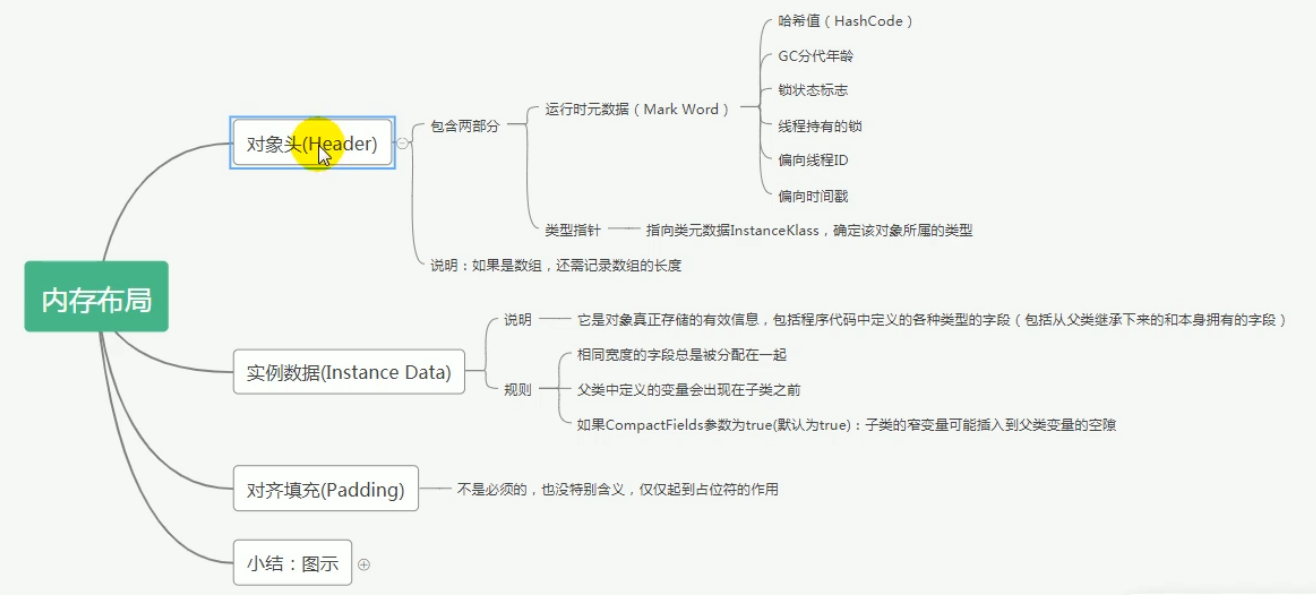 哈希值（HashCode）
GC分代年龄
锁状态标志
运行时元数据（Mark Word）
包含两部分
线程持有的锁
对象头(Header)
偏向线程ID
偏向时间戳
类型指针
指向类元数据InstanceKlass，确定该对象所属的类型
说明：如果是数组，还需记录数组的长度
内存布局
说明
它是对象真正存储的有效信息，包括程序代码中定义的各种类型的字段（包括从父类继承下来的和本身拥有的字段）
相同宽度的字段总是被分配在一起
实例数据(Instance Data)
规则
父类中定义的变量会出现在子类之前
如果CompactFields参数为true(默认为true)：子类的窄变量可能插入到父类变量的空隙
对齐填充(Padding)
不是必须的，也没特别含义，仅仅起到占位符的作用
小结：图示